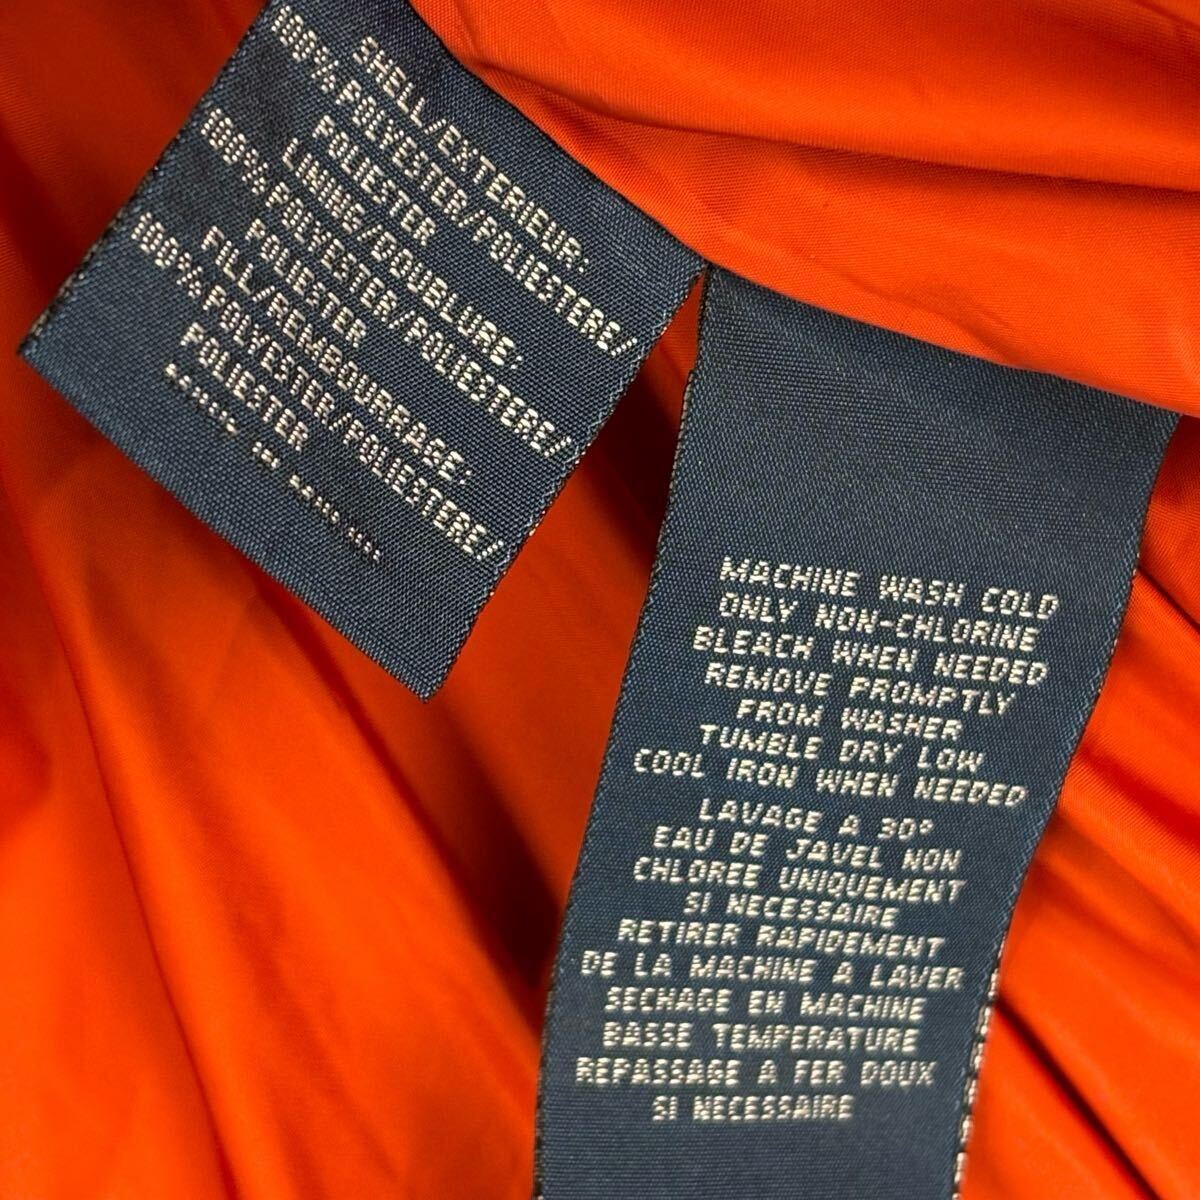 SHELL/EXTERIEUR:
100%POLYESTER/POLIESTERE/
POLIESTER
LINING/DOUBLURE:
100%POLYESTER/POLIESTERE/
POLIESTER
FILL/REMBOURRAGE:
100%POLYESTER/POLIESTERE/
POLIESTER
MACHINE WASH COLD
ONLY NON-CHLORINE
BLEACH WHEN NEEDED
REMOVE PROMPTLY
FROM WASHER
TUMBLE DRY LOW
COOL IRON WHEN NEEDED
LAVAGE A 30°
EAU DE JAVEL NON
CHLOREE UNIQUEMENT
SI NECESSAIRE
RETIRER RAPIDEMENT
DE LA MACHINE A LAVER
SECHAGE EN MACHINE
BASSE TEMPERATURE
REPASSAGE A FER DOUX
SI NECESSAIRE